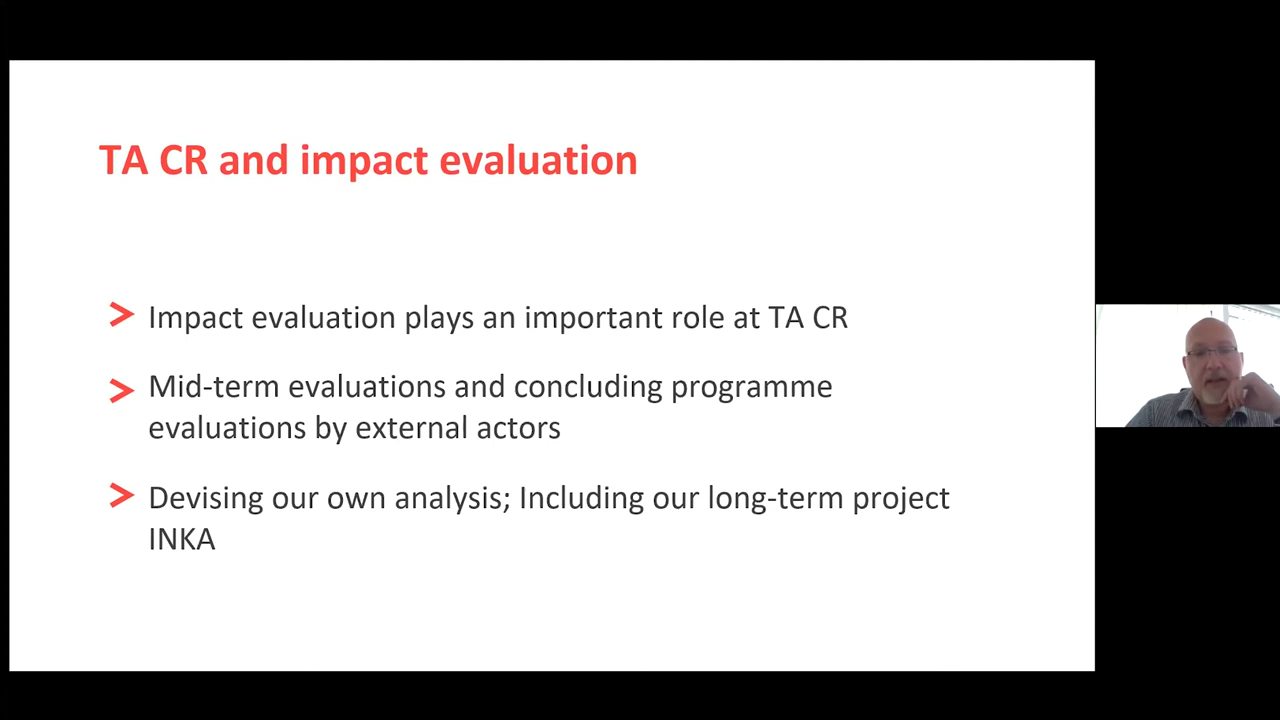 TA CR and impact evaluation
Impact evaluation plays an important role at TA CR
Mid-term evaluations and concluding programme
evaluations by external actors
Devising our own analysis; Including our long-term project
INKA